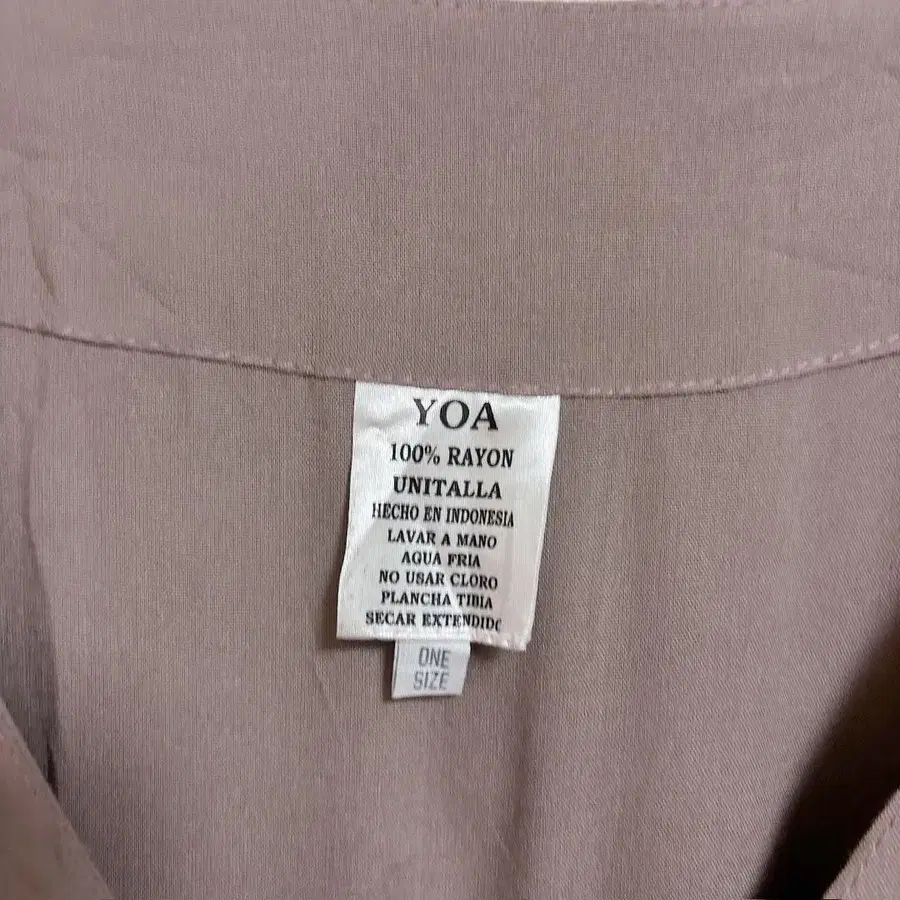 YOA
100% RAYON
UNITALLA
HECHO EN INDONESIA
LAVAR A MANO
AGUA FRIA
NO USAR CLORO
PLANCHA TIBIA
SECAR EXTENDIDO
ONE
SIZE